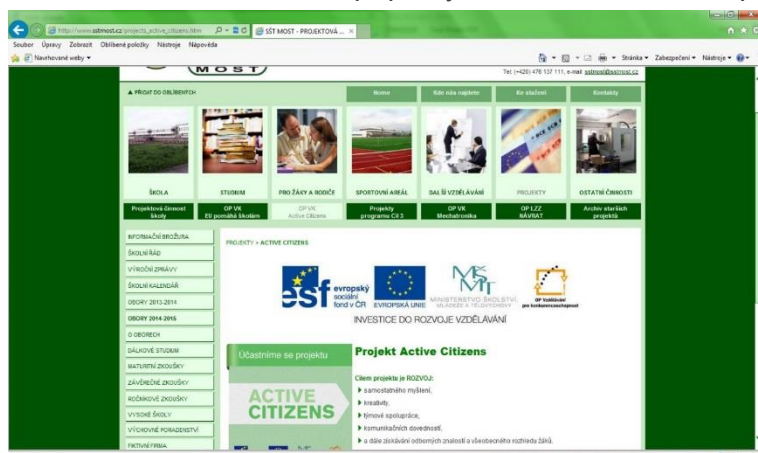 http://www.sstmost.cz/projects_active_citizens.htm
SŠT MOST - PROJEKTOVÁ ...
Soubor Úpravy Zobrazit Oblíbené položky Nástroje Nápověda
Navrhované weby
Stránka Zabezpečení Nástroje
MOST
Tel: (+420) 476 137 111, e-mail: sstmost@sstmost.cz
PŘIDAT DO OBLÍBENÝCH
Home Kde nás najdete Ke stažení Kontakty
ŠKOLA STUDIUM PRO ŽÁKY A RODIČE SPORTOVNÍ AREÁL DALŠÍ VZDĚLÁVÁNÍ PROJEKTY OSTATNÍ ČINNOSTI
Projektová činnost OP VK OP VK Projekty OP VK OP LZZ Archiv starších
školy EU pomáhá školám Active Citizens programu Cíl 3 Mechatronika NÁVRAT projektů
INFORMAČNÍ BROŽURA
ŠKOLNÍ ŘÁD
VÝROČNÍ ZPRÁVY
ŠKOLNÍ KALENDÁŘ
OBORY 2013-2014
OBORY 2014-2015
O OBORECH
DÁLKOVÉ STUDIUM
MATURITNÍ ZKOUŠKY
ZÁVĚREČNÉ ZKOUŠKY
ROČNÍKOVÉ ZKOUŠKY
VYSOKÉ ŠKOLY
VÝCHOVNÉ PORADENSTVÍ
FIKTIVNÍ FIRMA
PROJEKTY > ACTIVE CITIZENS
esf evropský
sociální
fond v ČR EVROPSKÁ UNIE
MŠMT
MINISTERSTVO ŠKOLSTVÍ,
MLÁDEŽE A TĚLOVÝCHOVY
OP Vzdělávání
pro konkurenceschopnost
INVESTICE DO ROZVOJE VZDĚLÁVÁNÍ
Účastníme se projektu
ACTIVE
CITIZENS
Projekt Active Citizens
Cílem projektu je ROZVOJ:
samostatného myšlení,
kreativity,
týmové spolupráce,
komunikačních dovedností,
a dále získávání odborných znalostí a všeobecného rozhledu žáků.